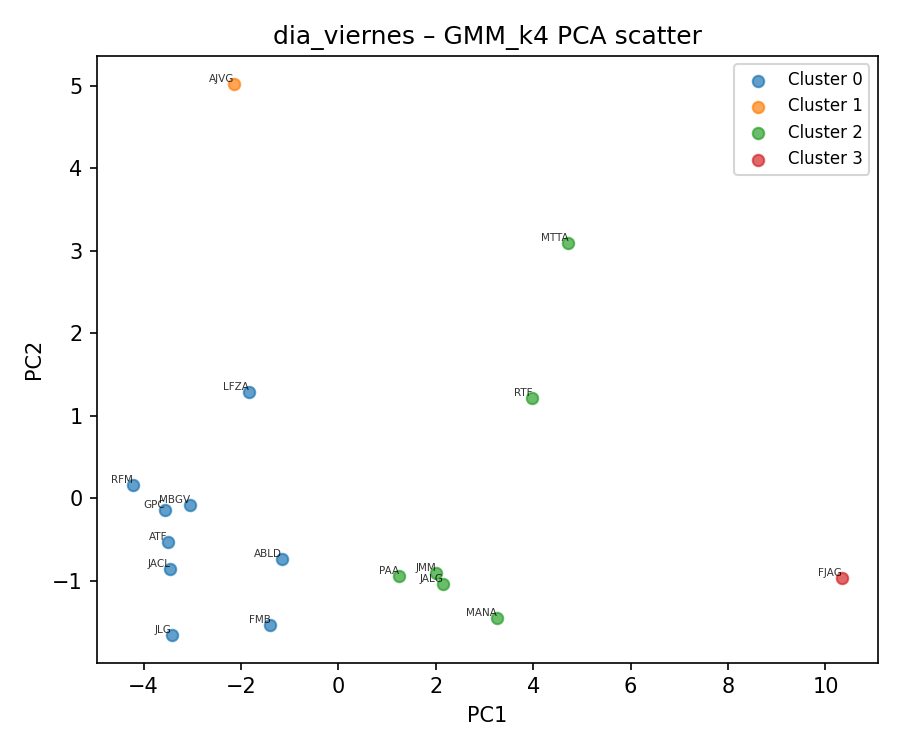 dia_viernes – GMM_k4 PCA scatter
Cluster 0
Cluster 1
Cluster 2
Cluster 3
AJVG
MTTA
LFZA
RTF
RFM
GPC
MBGV
ATF
JACL
ABLD
PAA
JMM
JALG
FJAG
MANA
FMB
JLG
5
4
3
2
1
0
−1
−4
−2
0
2
4
6
8
10
PC2
PC1